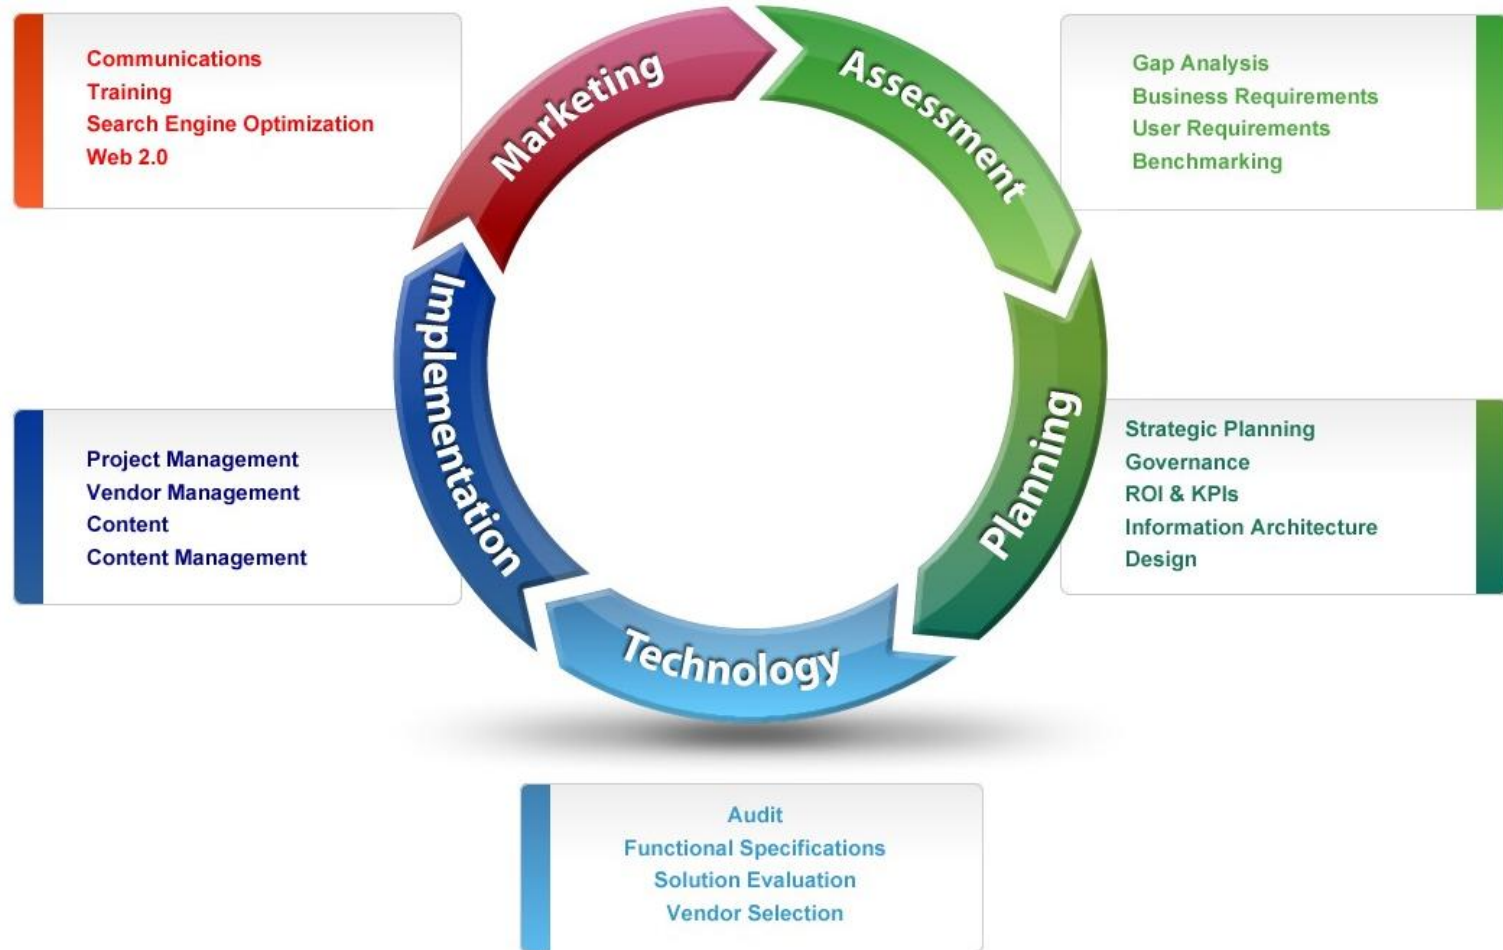 Communications
Training
Search Engine Optimization
Web 2.0
Marketing
Assessment
Gap Analysis
Business Requirements
User Requirements
Benchmarking
Project Management
Vendor Management
Content
Content Management
Implementation
Planning
Strategic Planning
Governance
ROI & KPIs
Information Architecture
Design
Technology
Audit
Functional Specifications
Solution Evaluation
Vendor Selection